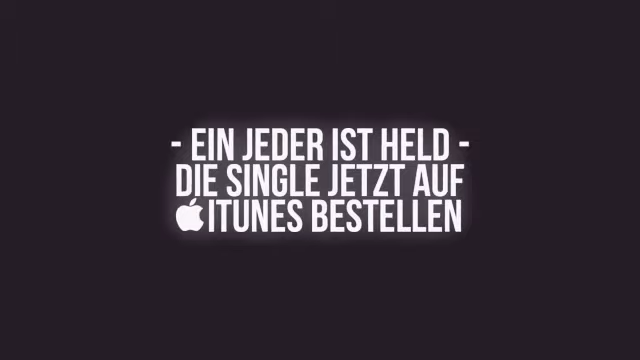 - EIN JEDER IST HELD -
DIE SINGLE JETZT AUF
ITUNES BESTELLEN